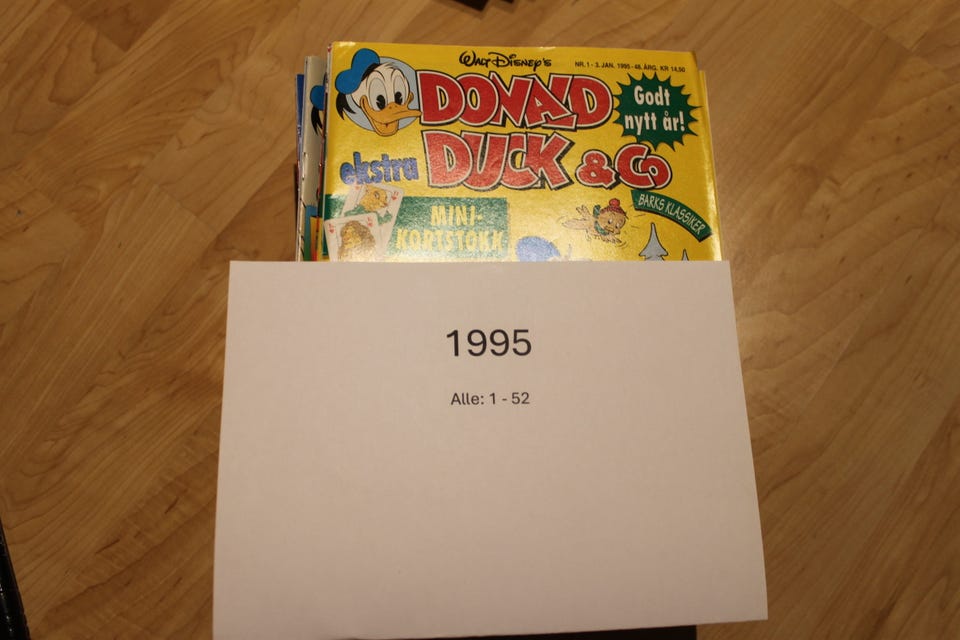 WALT DISNEY'S
NR. 1 - 3. JAN. 1995 - 48. ÅRG. KR 14,50
DONALD
DUCK & Co
Godt
nytt år!
ekstra
MINI-
KORTSTOKK
BARKS KLASSIKER
1995
Alle: 1 - 52